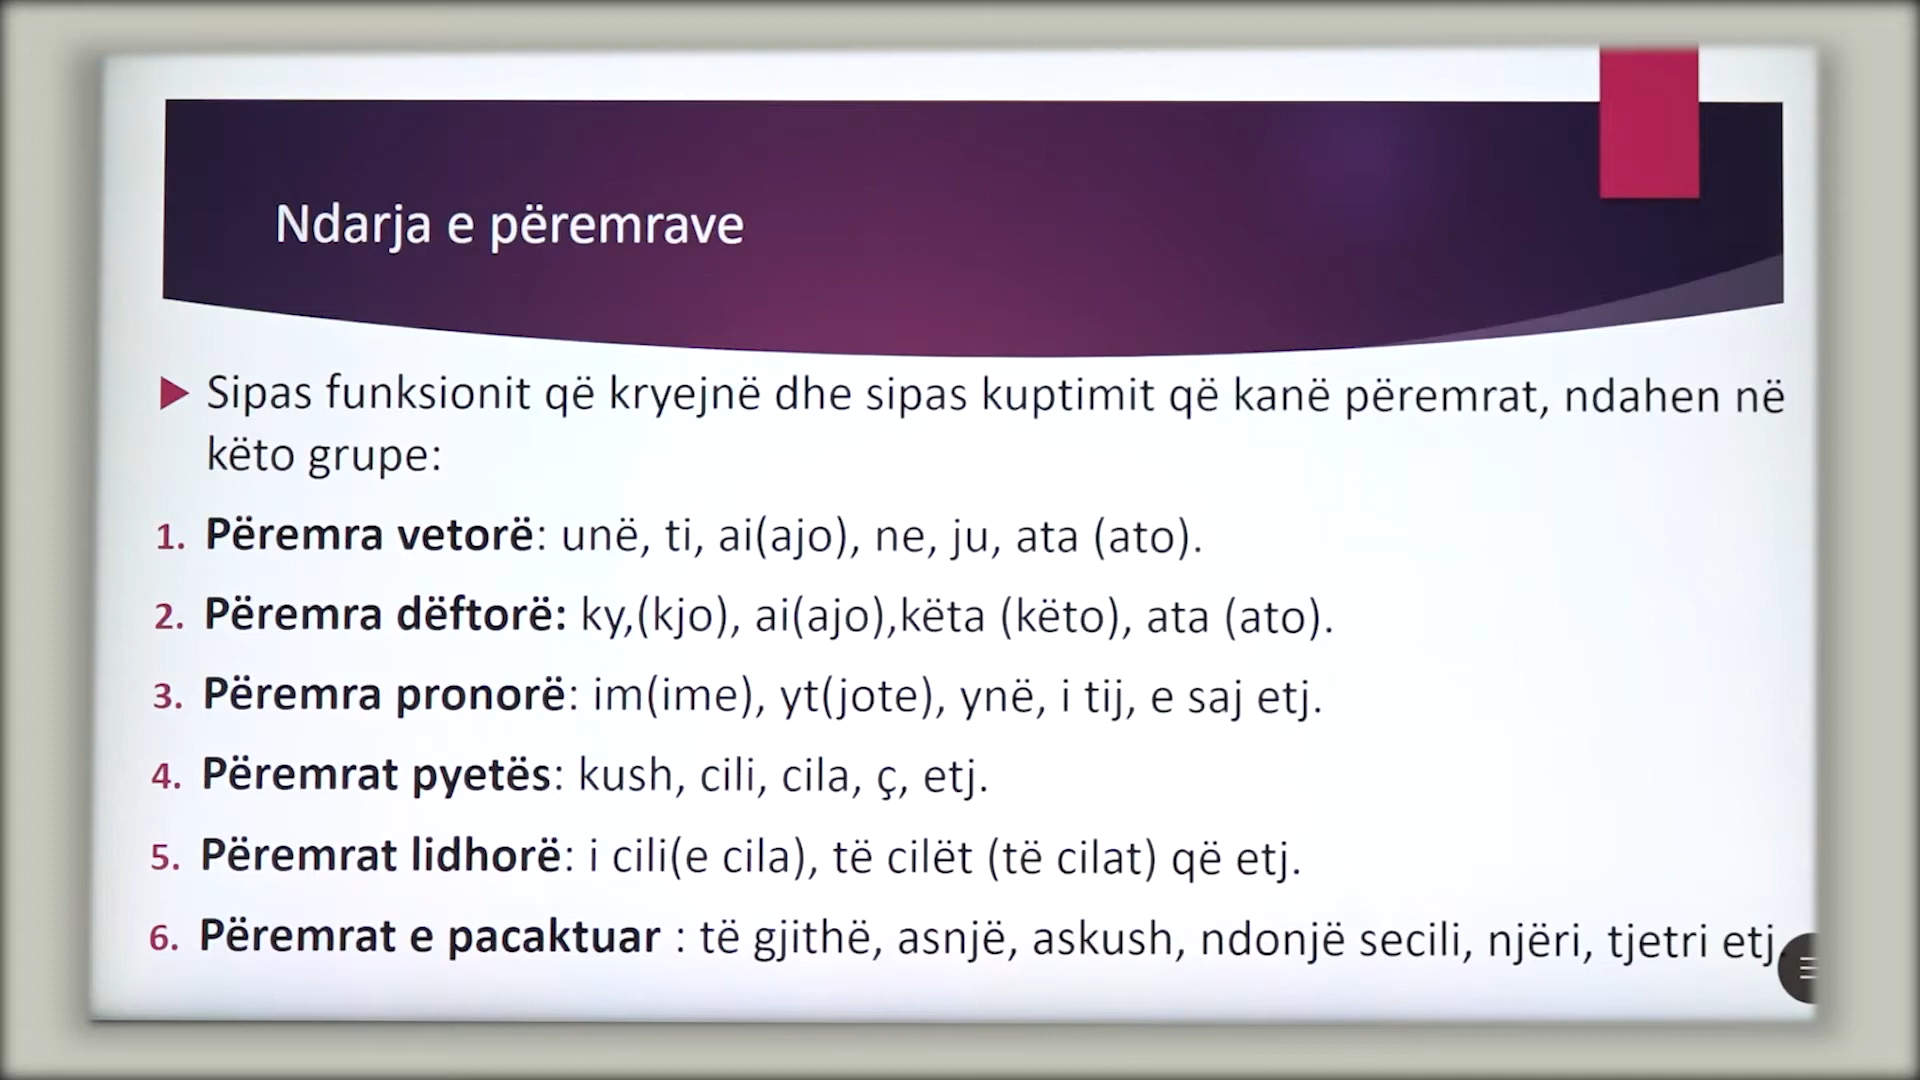 Ndarja e përemrave
Sipas funksionit që kryejnë dhe sipas kuptimit që kanë përemrat, ndahen në
këto grupe:
1. Përemra vetorë: unë, ti, ai(ajo), ne, ju, ata (ato).
2. Përemra dëftorë: ky,(kjo), ai(ajo),këta (këto), ata (ato).
3. Përemra pronorë: im(ime), yt(jote), ynë, i tij, e saj etj.
4. Përemrat pyetës: kush, cili, cila, ç, etj.
5. Përemrat lidhorë: i cili(e cila), të cilët (të cilat) që etj.
6. Përemrat e pacaktuar : të gjithë, asnjë, askush, ndonjë secili, njëri, tjetri etj.